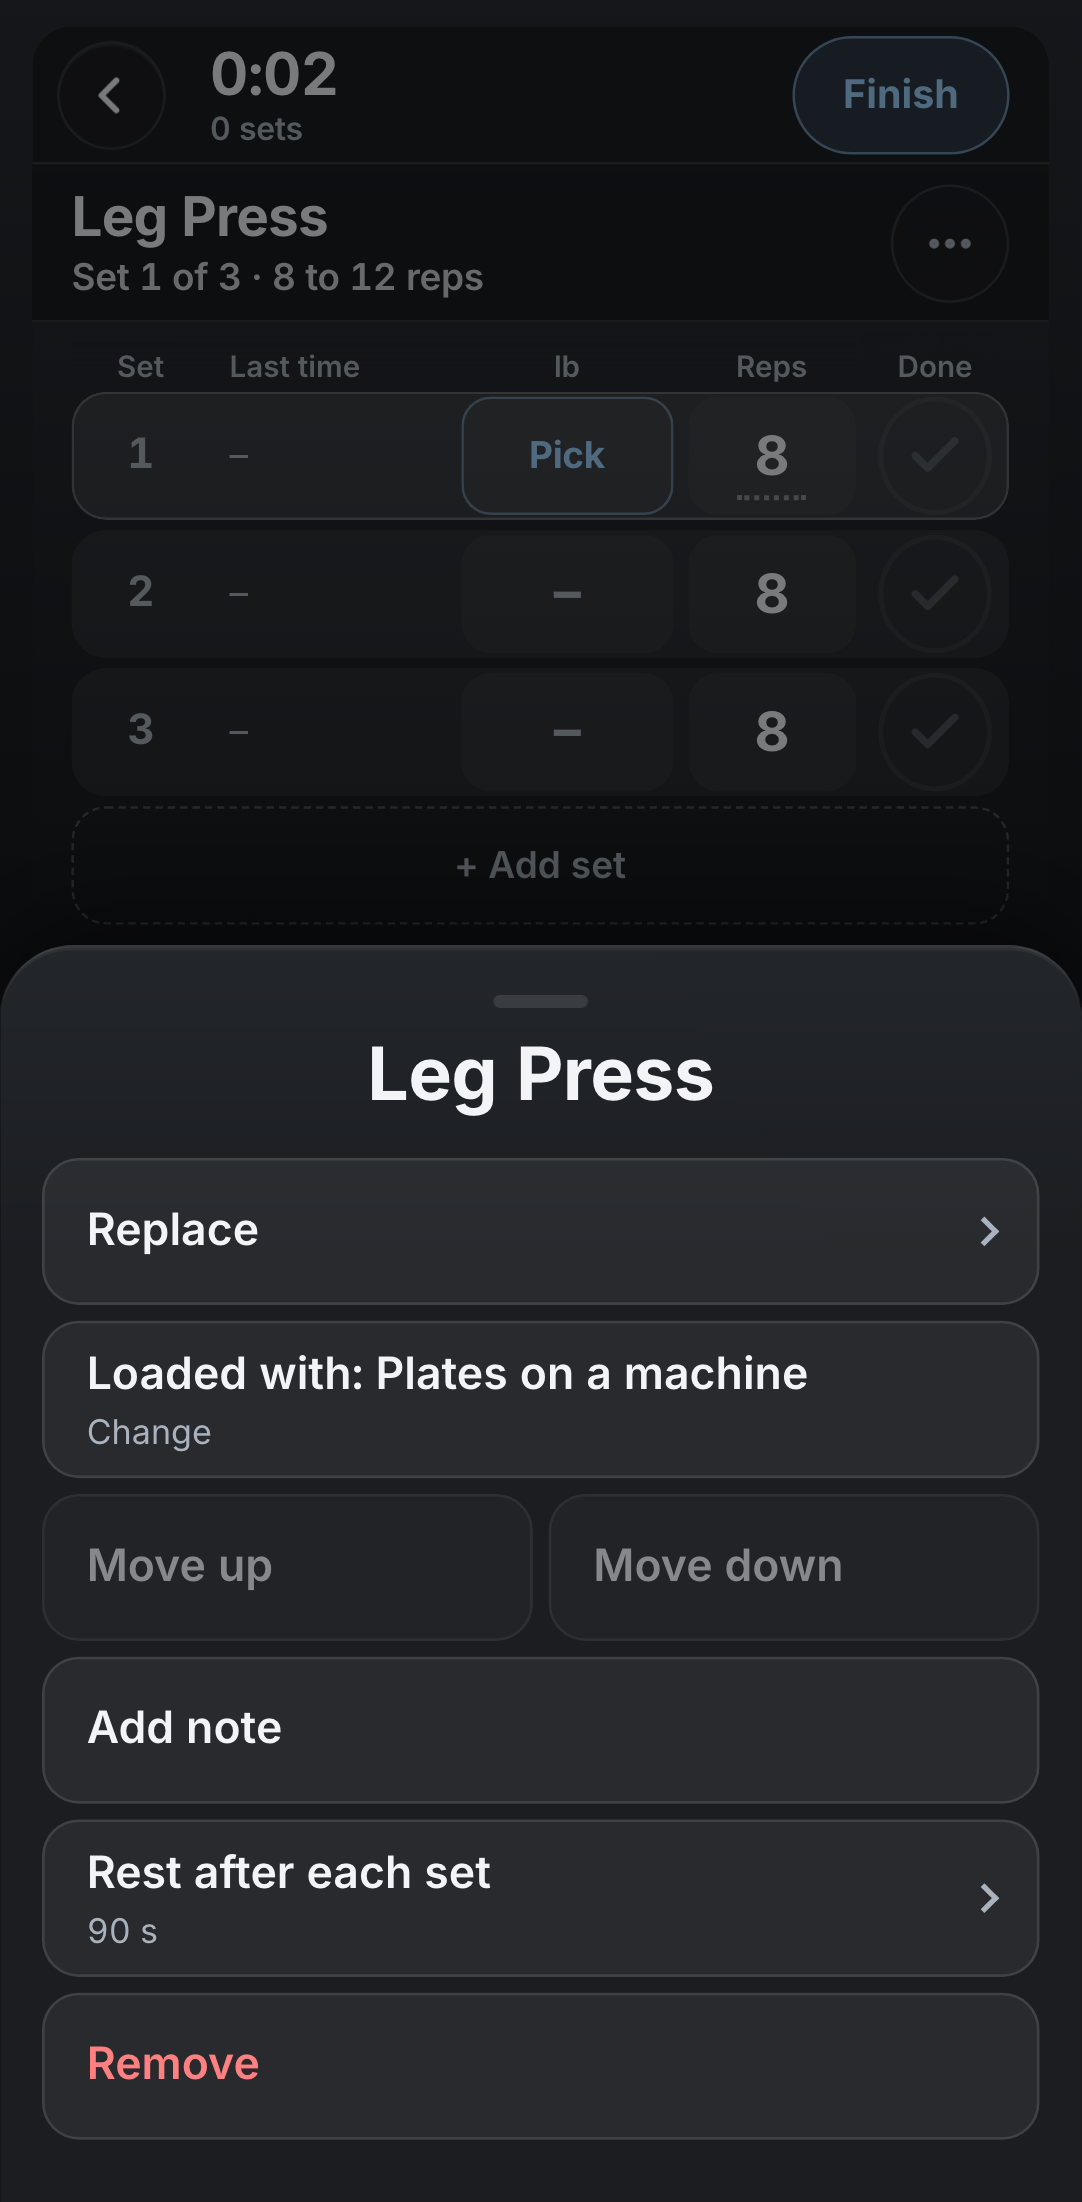 0:02
0 sets
Finish
Leg Press
Set 1 of 3 · 8 to 12 reps
Set Last time lb Reps Done
1 – Pick 8
2 – – 8
3 – – 8
+ Add set
Leg Press
Replace
Loaded with: Plates on a machine
Change
Move up Move down
Add note
Rest after each set
90 s
Remove